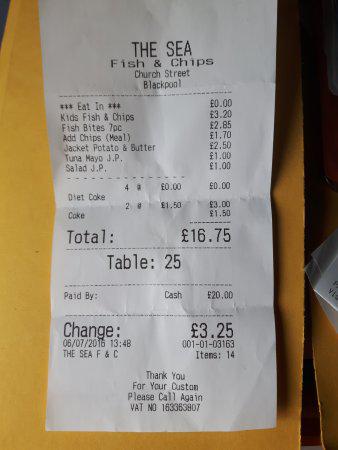 THE SEA
Fish & Chips
Church Street
Blackpool
*** Eat In *** £0.00
Kids Fish & Chips £3.20
Fish Bites 7pc £2.85
Add Chips (Meal) £1.70
Jacket Potato & Butter £2.50
Tuna Mayo J.P. £1.00
Salad J.P. £1.00
4 @ £0.00 £0.00
Diet Coke
2 @ £1.50 £3.00
Coke £1.50
Total: £16.75
Table: 25
Paid By: Cash £20.00
Change: £3.25
06/07/2016 13:48 001-01-03163
THE SEA F & C Items: 14
Thank You
For Your Custom
Please Call Again
VAT NO 163363807